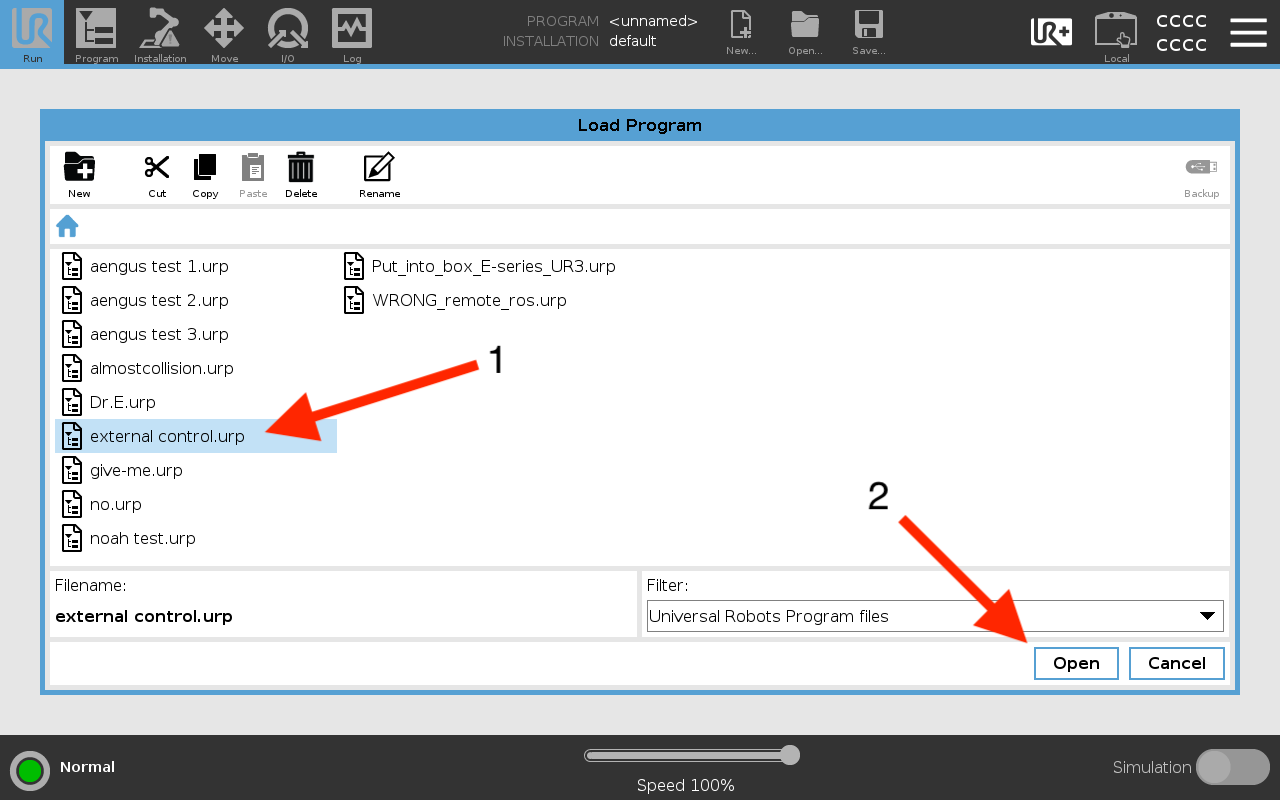 PROGRAM <unnamed>
INSTALLATION default
UR
Run
Program
Installation
Move
I/O
Log
New...
Open...
Save...
UR+
Local
CCCC
CCCC
Load Program
New
Cut
Copy
Paste
Delete
Rename
Backup
aengus test 1.urp
aengus test 2.urp
aengus test 3.urp
almostcollision.urp
Dr.E.urp
external control.urp
give-me.urp
no.urp
noah test.urp
Put_into_box_E-series_UR3.urp
WRONG_remote_ros.urp
1
2
Filename:
external control.urp
Filter:
Universal Robots Program files
Open
Cancel
Normal
Speed 100%
Simulation